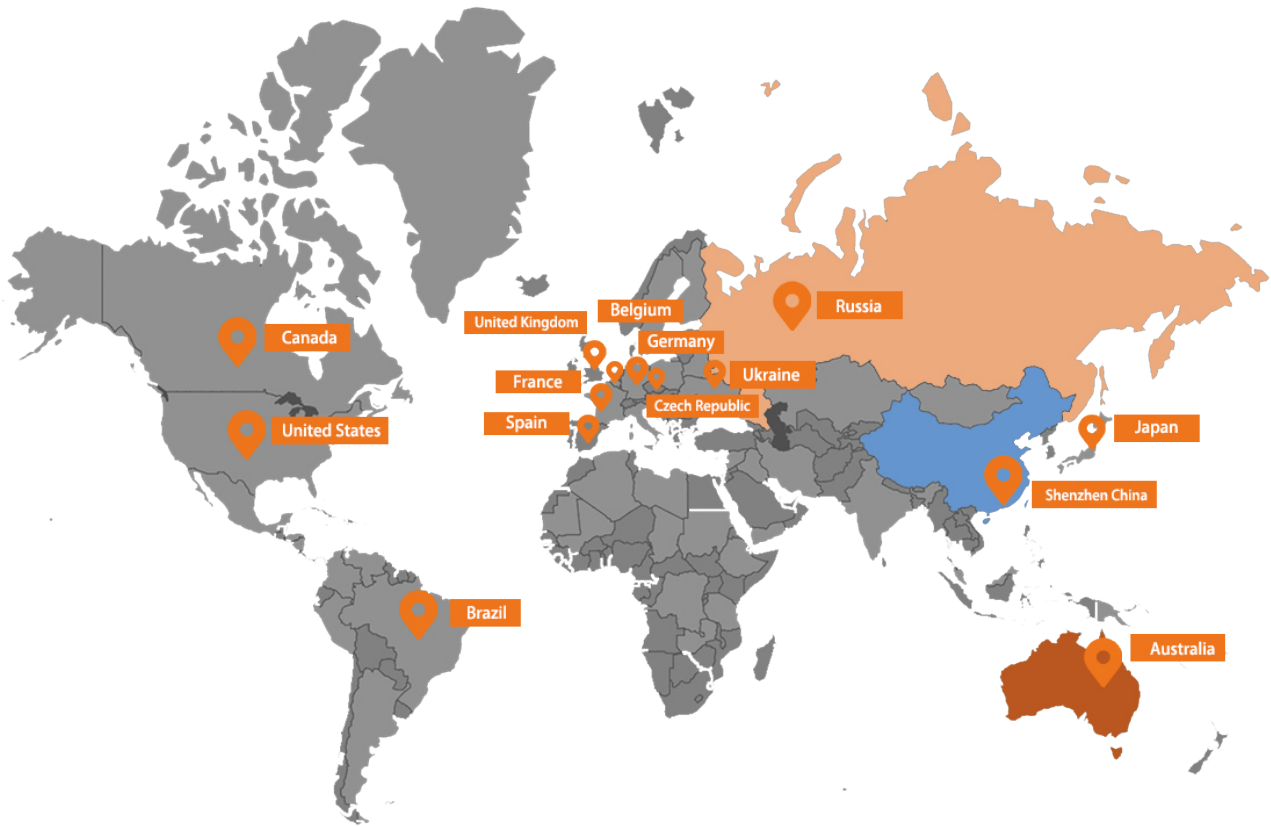 Belgium
Russia
United Kingdom
Canada
Germany
Ukraine
France
Czech Republic
Spain
United States
Japan
Shenzhen China
Brazil
Australia